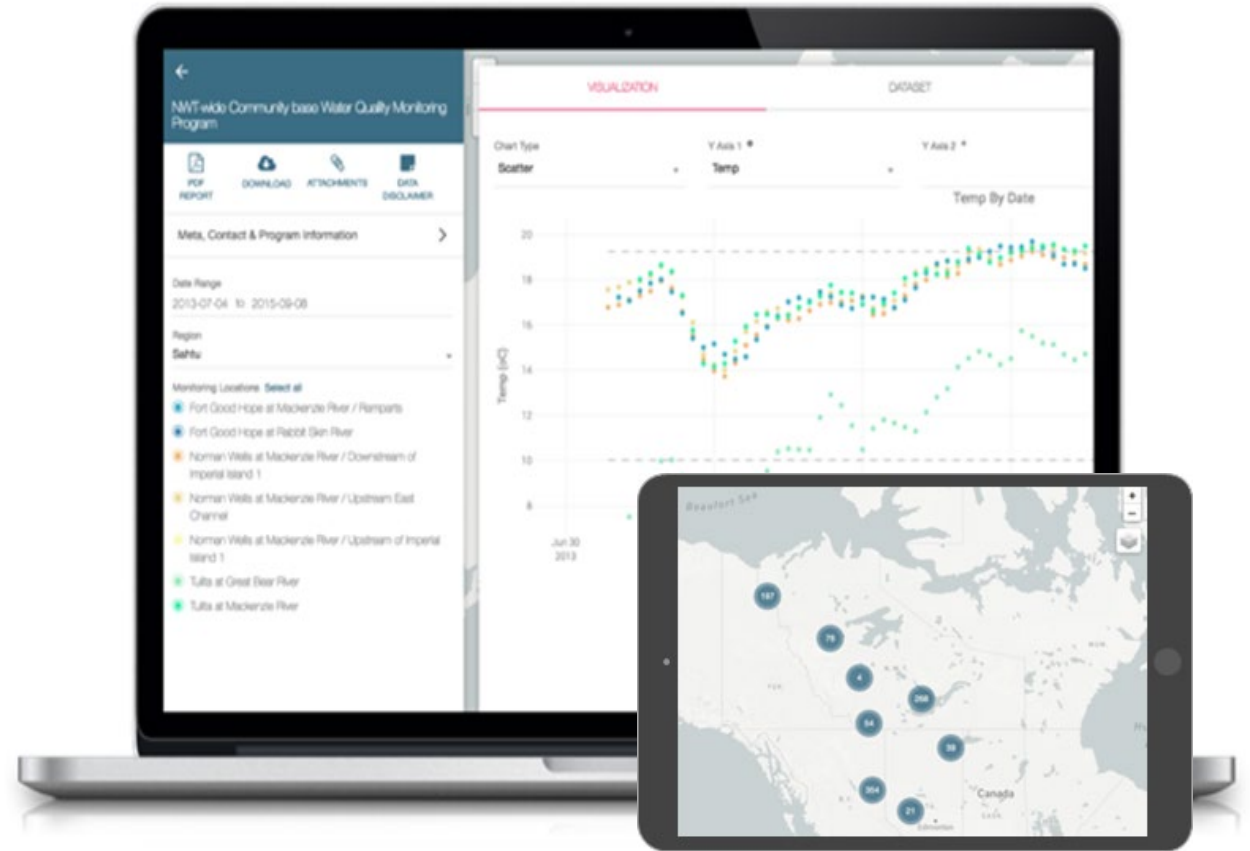 NWT-wide Community base Water Quality Monitoring
Program
PDF
REPORT
DOWNLOAD
ATTACHMENTS
DATA
DISCLAIMER
Meta, Contact & Program Information
Date Range
2013-07-04 to 2015-09-08
Region
Sahtu
Monitoring Locations Select all
Fort Good Hope at Mackenzie River / Ramparts
Fort Good Hope at Rabbit Skin River
Norman Wells at Mackenzie River / Downstream of
Imperial Island 1
Norman Wells at Mackenzie River / Upstream East
Channel
Norman Wells at Mackenzie River / Upstream of Imperial
Island 1
Tulita at Great Bear River
Tulita at Mackenzie River
VISUALIZATION
DATASET
Chart Type
Scatter
Y Axis 1 *
Temp
Y Axis 2 *
Temp By Date
Temp (oC)
20
18
16
14
12
10
8
Jun 30
2013
Beaufort Sea
+
−
187
79
4
268
54
39
354
21
Canada
Edmonton